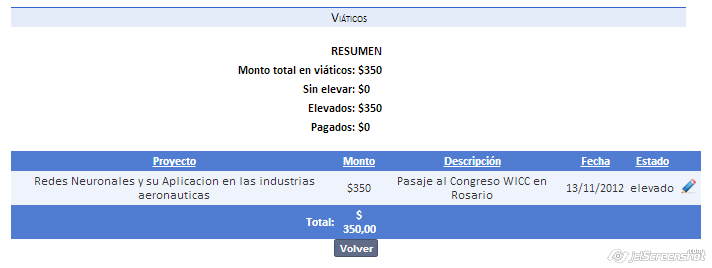 VIÁTICOS
RESUMEN
Monto total en viáticos: $350
Sin elevar: $0
Elevados: $350
Pagados: $0
Proyecto Monto Descripción Fecha Estado
Redes Neuronales y su Aplicacion en las industrias
aeronauticas
$350
Pasaje al Congreso WICC en
Rosario
13/11/2012 elevado
Total:
$
350,00
Volver
jetScreenshot.com